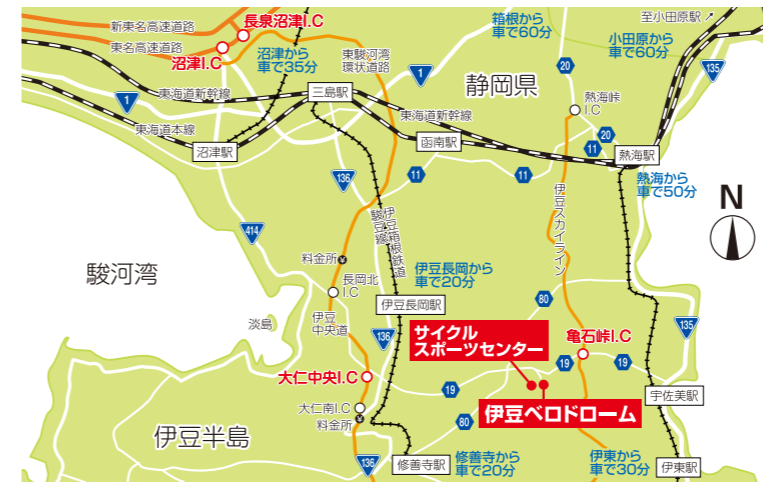 新東名高速道路
長泉沼津I.C
箱根から
車で60分
至小田原駅↗
東名高速道路
沼津I.C
沼津から
車で35分
東駿河湾
環状道路
小田原から
車で60分
1
20
静岡県
135
熱海峠
I.C
1
東海道新幹線
三島駅
東海道新幹線
東海道本線
沼津駅
函南駅
20
11
熱海駅
136
11
11
熱海から
車で50分
N
414
伊豆箱根鉄道
駿豆線
伊豆スカイライン
駿河湾
料金所
¥
伊豆長岡から
車で20分
長岡北
I.C
伊豆長岡駅
80
淡島
伊豆
中央道
136
サイクル
スポーツセンター
亀石峠I.C
135
大仁中央I.C
19
19
19
宇佐美駅
大仁南I.C
料金所
¥
80
伊豆ベロドローム
伊豆半島
136
修善寺駅
修善寺から
車で20分
伊東から
車で30分
伊東駅